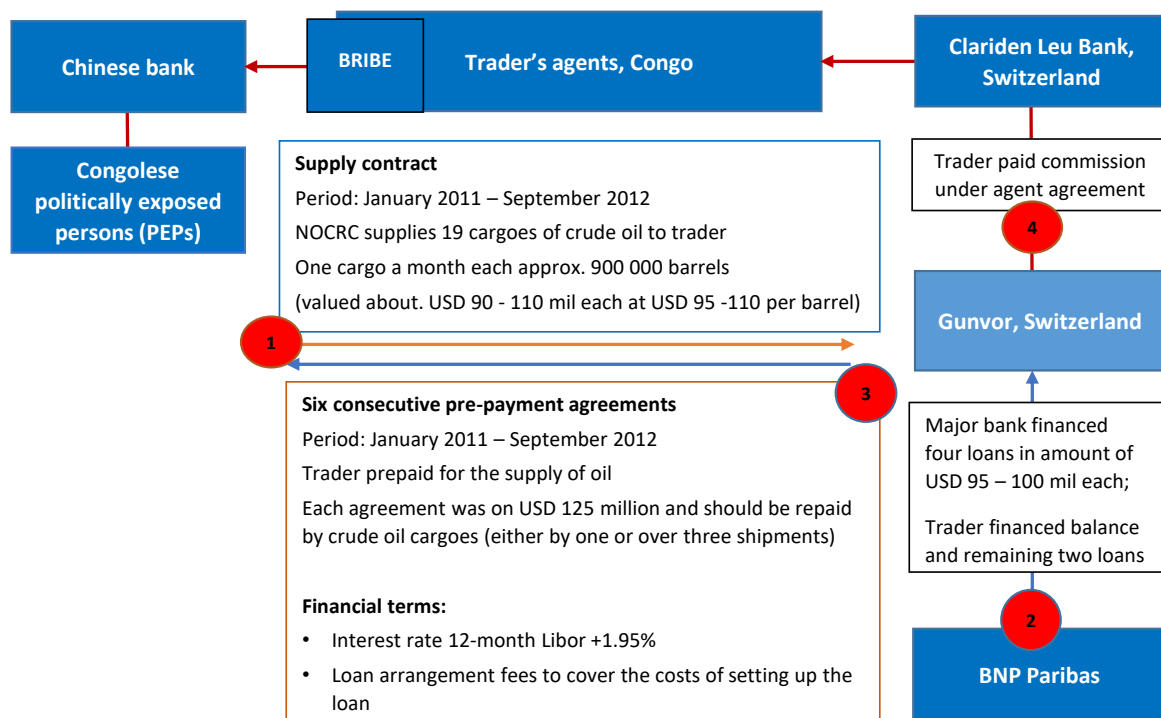 Chinese bank
BRIBE
Trader's agents, Congo
Clariden Leu Bank,
Switzerland
Congolese
politically exposed
persons (PEPs)
Supply contract
Period: January 2011 – September 2012
NOCRC supplies 19 cargoes of crude oil to trader
One cargo a month each approx. 900 000 barrels
(valued about. USD 90 - 110 mil each at USD 95 -110 per barrel)
Trader paid commission
under agent agreement
4
Gunvor, Switzerland
1
3
Six consecutive pre-payment agreements
Period: January 2011 – September 2012
Trader prepaid for the supply of oil
Each agreement was on USD 125 million and should be repaid
by crude oil cargoes (either by one or over three shipments)
Financial terms:
• Interest rate 12-month Libor +1.95%
• Loan arrangement fees to cover the costs of setting up the
loan
Major bank financed
four loans in amount of
USD 95 – 100 mil each;
Trader financed balance
and remaining two loans
2
BNP Paribas